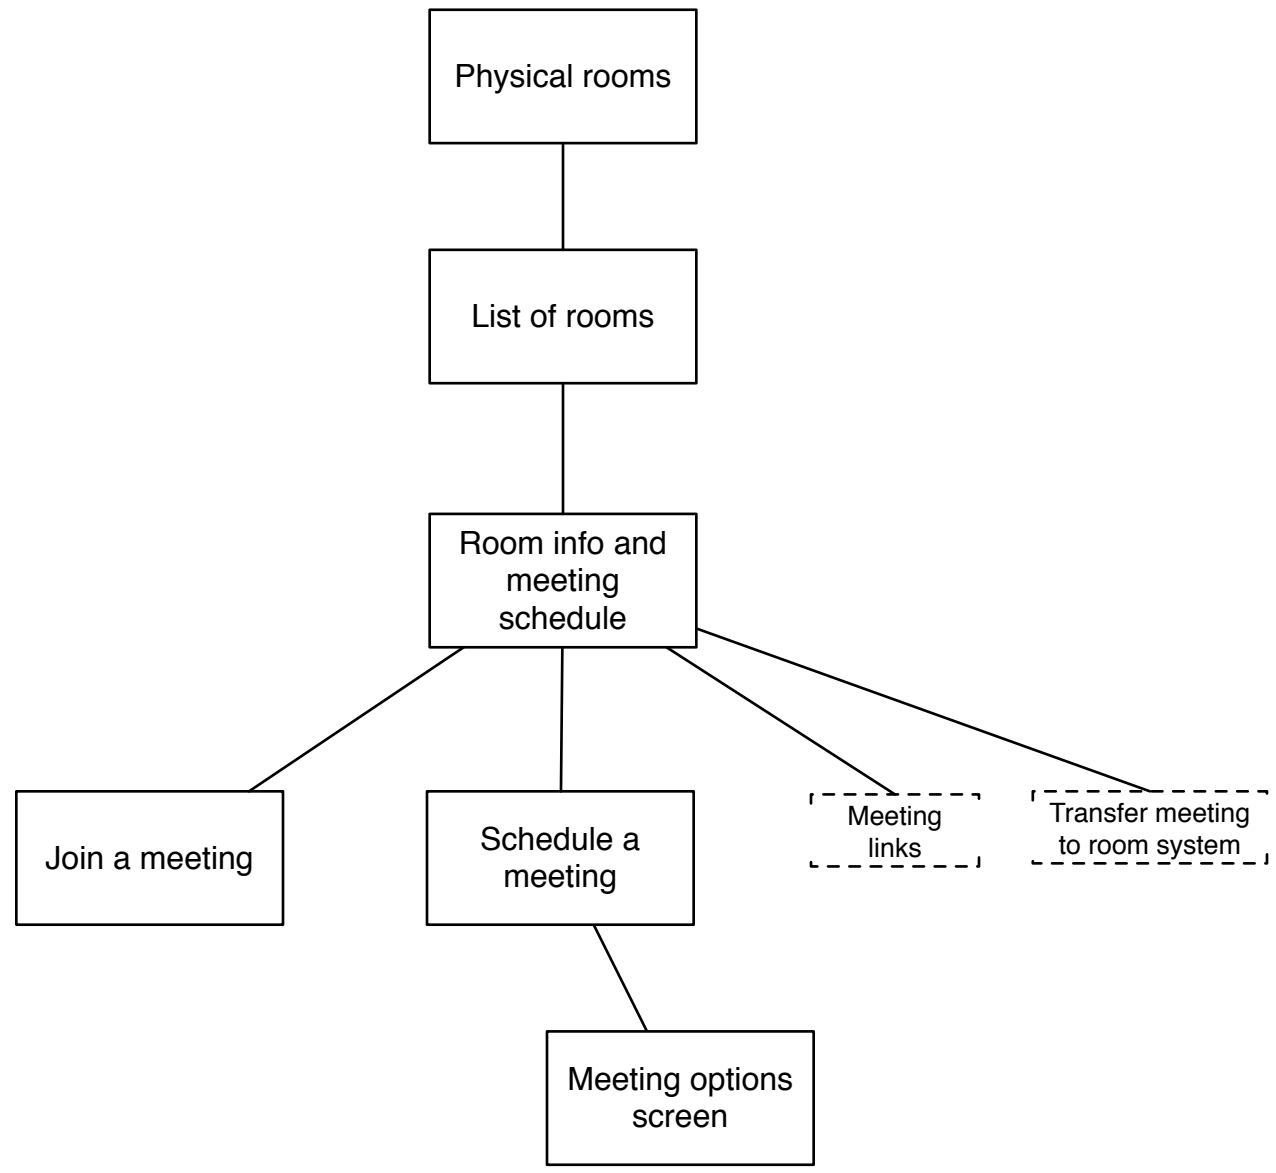 Physical rooms
List of rooms
Room info and
meeting
schedule
Join a meeting
Schedule a
meeting
Meeting
links
Transfer meeting
to room system
Meeting options
screen